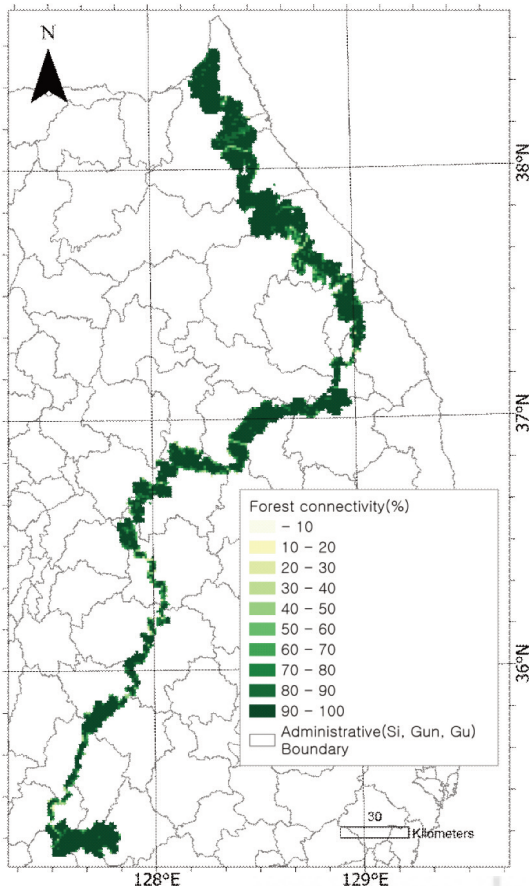 N
38°N
37°N
Forest connectivity(%)
- 10
10 - 20
20 - 30
30 - 40
40 - 50
50 - 60
60 - 70
70 - 80
80 - 90
90 - 100
Administrative(Si, Gun, Gu)
Boundary
36°N
30
Kilometers
128°E
129°E